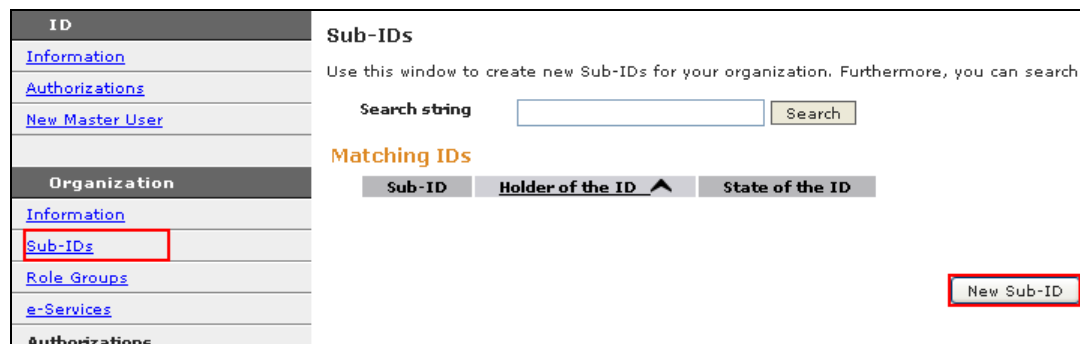 ID
Information
Authorizations
New Master User
Organization
Information
Sub-IDs
Role Groups
e-Services
Authorizations
Sub-IDs
Use this window to create new Sub-IDs for your organization. Furthermore, you can search
Search string Search
Matching IDs
Sub-ID Holder of the ID State of the ID
New Sub-ID